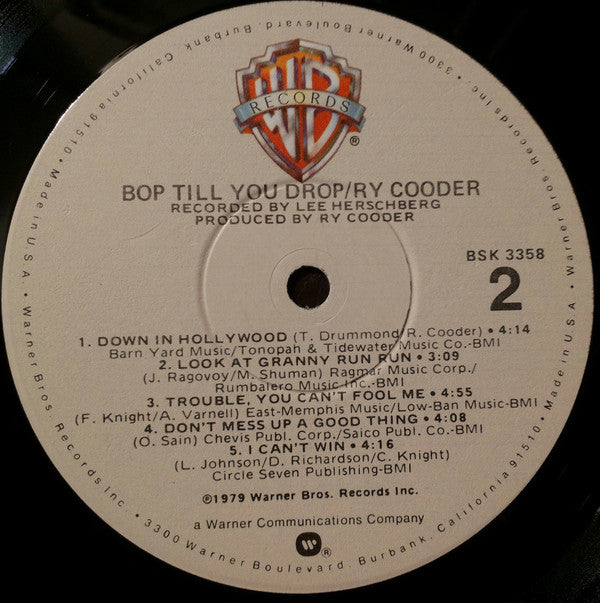 WB
RECORDS
®
BOP TILL YOU DROP/RY COODER
RECORDED BY LEE HERSCHBERG
PRODUCED BY RY COODER
BSK 3358
2
1. DOWN IN HOLLYWOOD (T. Drummond/R. Cooder) • 4:14
Barn Yard Music/Tonopah & Tidewater Music Co.-BMI
2. LOOK AT GRANNY RUN RUN • 3:09
(J. Ragovoy/M. Shuman) Ragmar Music Corp./
Rumbalero Music Inc.-BMI
3. TROUBLE, YOU CAN'T FOOL ME • 4:55
(F. Knight/A. Varnell) East-Memphis Music/Low-Ban Music-BMI
4. DON'T MESS UP A GOOD THING • 4:08
(O. Sain) Chevis Publ. Corp./Saico Publ. Co.-BMI
5. I CAN'T WIN • 4:16
(L. Johnson/D. Richardson/C. Knight)
Circle Seven Publishing-BMI
℗1979 Warner Bros. Records Inc.
a Warner Communications Company
®
Warner Bros. Records Inc. • 3300 Warner Boulevard, Burbank, California 91510 • Made in U.S.A. • Warner Bros. Records Inc. • 3300 Warner Boulevard, Burbank, California 91510 • Made in U.S.A. •